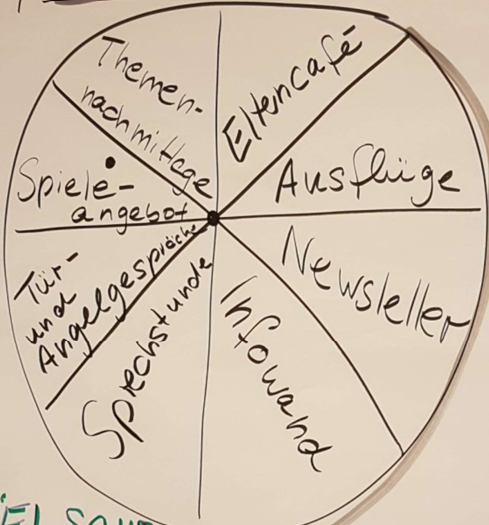 Themen-
nachmittage
Elterncafé
Ausflüge
Newsletter
Infowand
Sprechstunde
Tür-
und
Angelgespräche
Spiele-
angebot